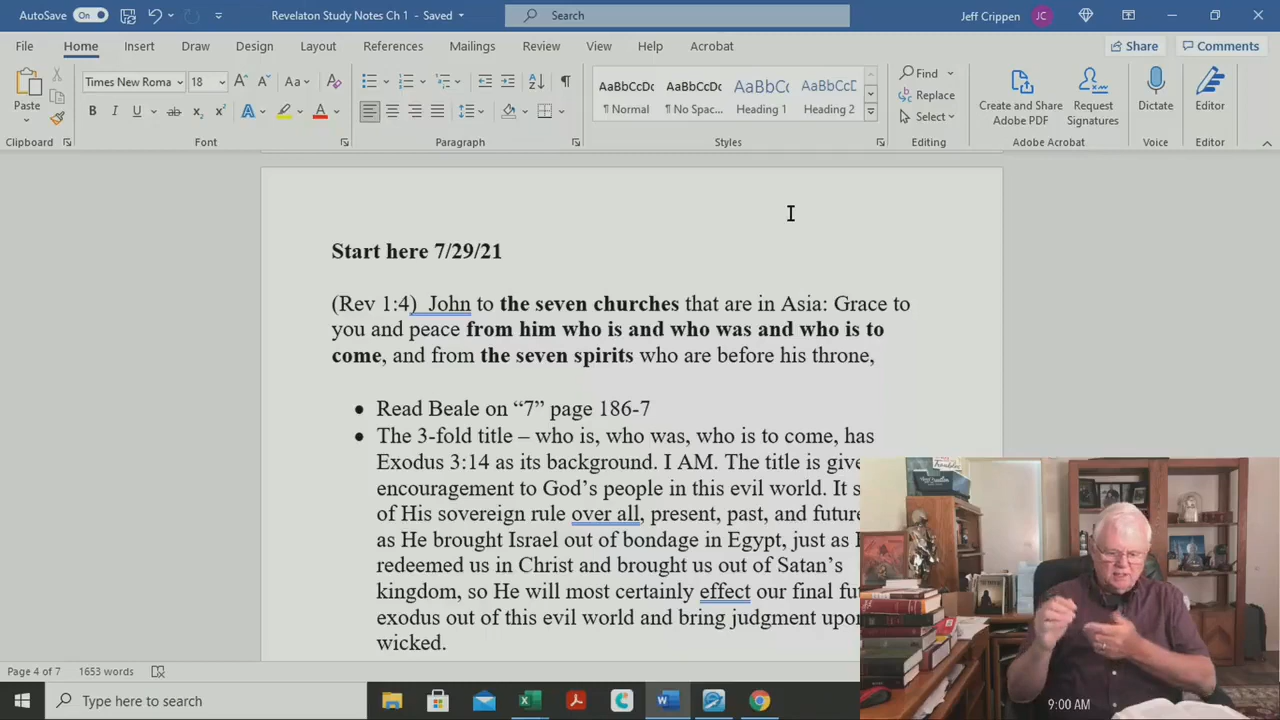 AutoSave On Revelaton Study Notes Ch 1 - Saved Search Jeff Crippen JC
File Home Insert Draw Design Layout References Mailings Review View Help Acrobat Share Comments
Times New Roma 18 Aa AaBbCcDc AaBbCcDc AaBbCc AaBbCcD Find
Paste Replace Create and Share Request Dictate Editor
B I U ab x₂ x² A A ¶ Normal ¶ No Spac... Heading 1 Heading 2 Select Adobe PDF Signatures
Clipboard Font Paragraph Styles Editing Adobe Acrobat Voice Editor
Start here 7/29/21
(Rev 1:4) John to the seven churches that are in Asia: Grace to
you and peace from him who is and who was and who is to
come, and from the seven spirits who are before his throne,
• Read Beale on “7” page 186-7
• The 3-fold title – who is, who was, who is to come, has
Exodus 3:14 as its background. I AM. The title is give
encouragement to God’s people in this evil world. It s
of His sovereign rule over all, present, past, and future
as He brought Israel out of bondage in Egypt, just as
redeemed us in Christ and brought us out of Satan’s
kingdom, so He will most certainly effect our final fu
exodus out of this evil world and bring judgment upo
wicked.
Page 4 of 7 1653 words
Type here to search
9:00 AM